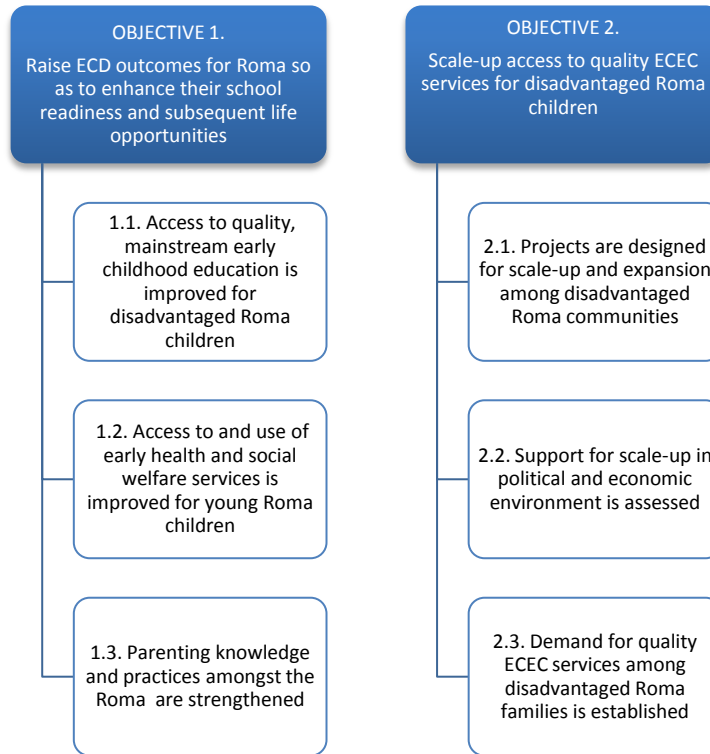 OBJECTIVE 1.
Raise ECD outcomes for Roma so
as to enhance their school
readiness and subsequent life
opportunities
1.1. Access to quality,
mainstream early
childhood education is
improved for
disadvantaged Roma
children
1.2. Access to and use of
early health and social
welfare services is
improved for young Roma
children
1.3. Parenting knowledge
and practices amongst the
Roma are strengthened
OBJECTIVE 2.
Scale-up access to quality ECEC
services for disadvantaged Roma
children
2.1. Projects are designed
for scale-up and expansion
among disadvantaged
Roma communities
2.2. Support for scale-up in
political and economic
environment is assessed
2.3. Demand for quality
ECEC services among
disadvantaged Roma
families is established